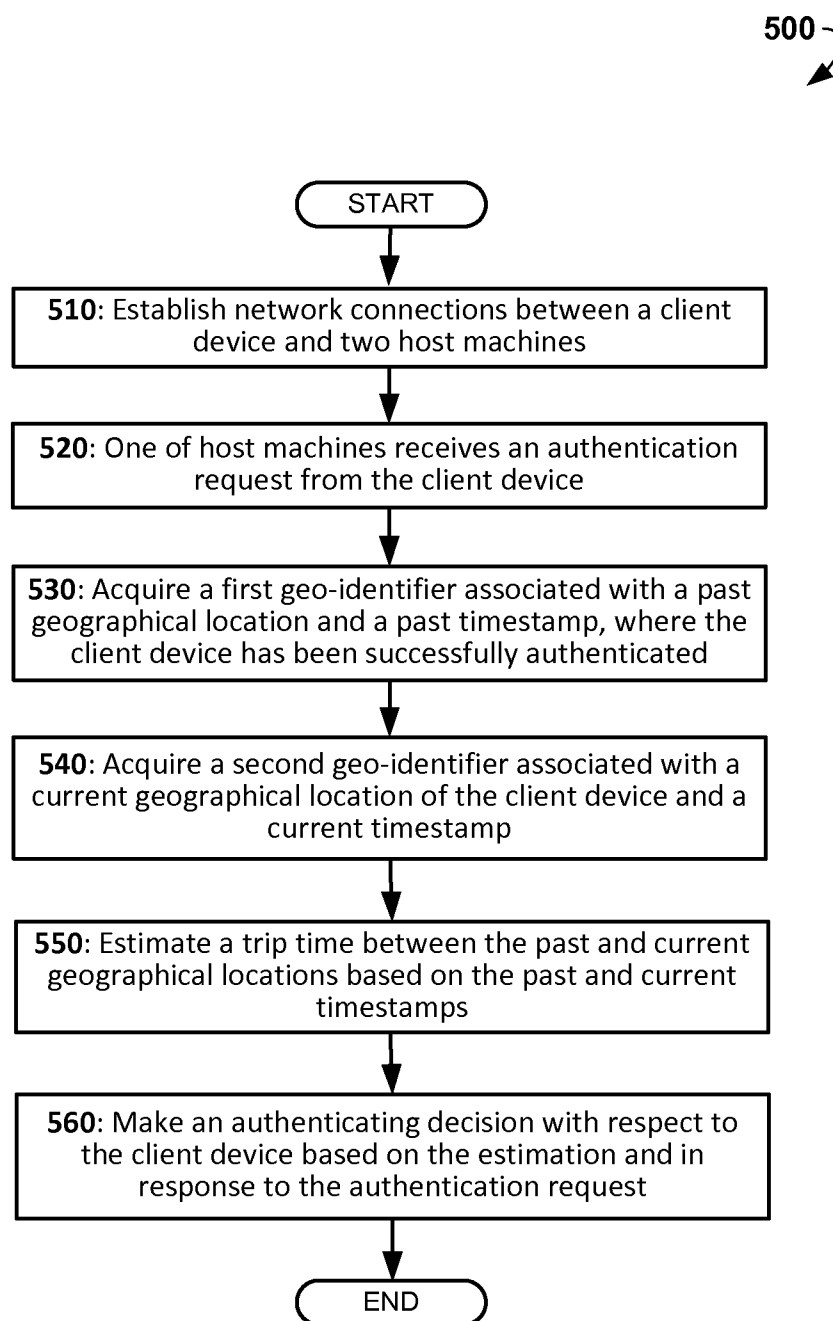 500
START
510: Establish network connections between a client
device and two host machines
520: One of host machines receives an authentication
request from the client device
530: Acquire a first geo-identifier associated with a past
geographical location and a past timestamp, where the
client device has been successfully authenticated
540: Acquire a second geo-identifier associated with a
current geographical location of the client device and a
current timestamp
550: Estimate a trip time between the past and current
geographical locations based on the past and current
timestamps
560: Make an authenticating decision with respect to
the client device based on the estimation and in
response to the authentication request
END